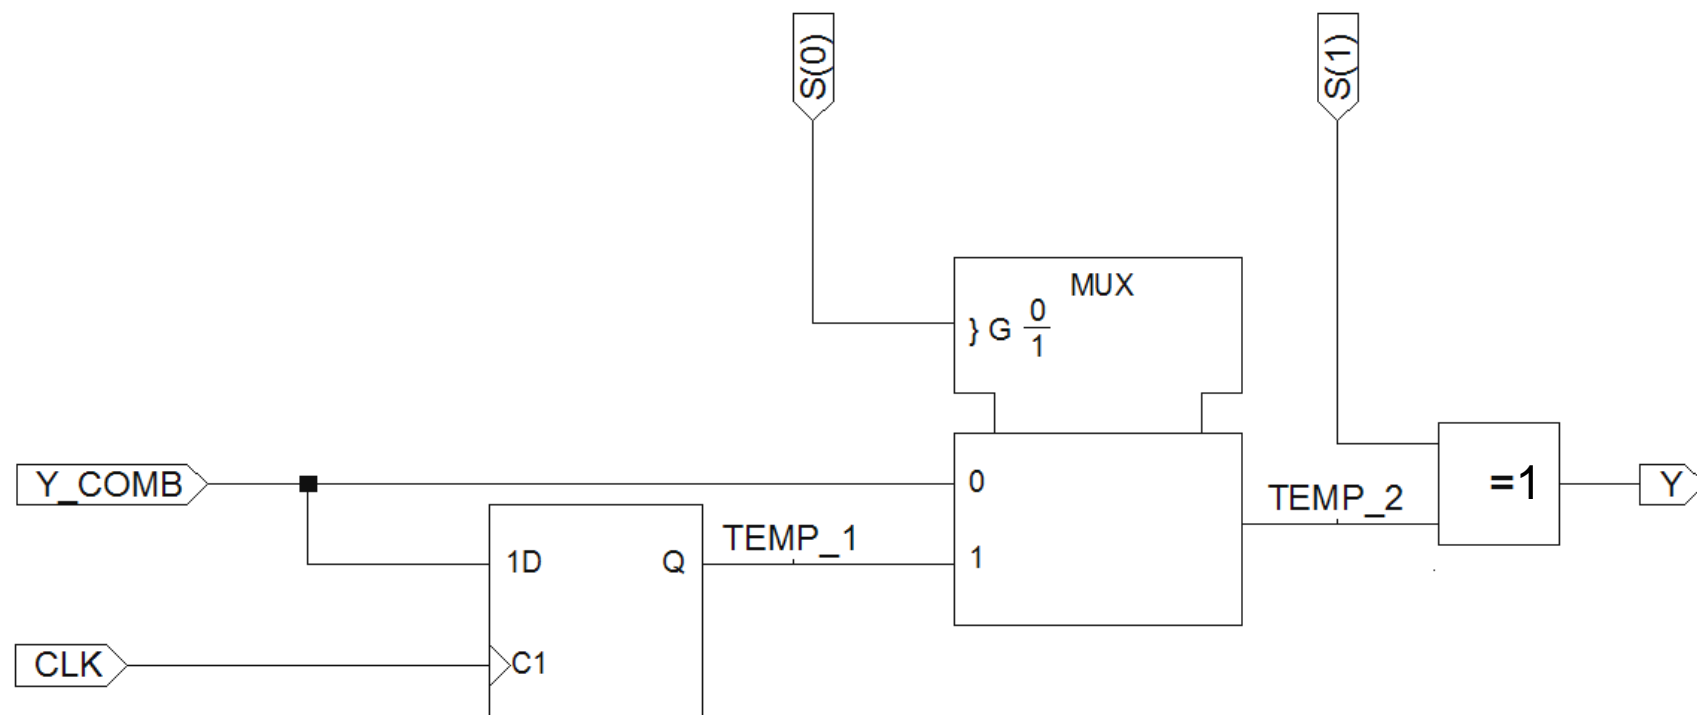 S(0)
S(1)
MUX
} G 0/1
Y_COMB
0
TEMP_2
=1
Y
1D
Q
TEMP_1
1
CLK
C1